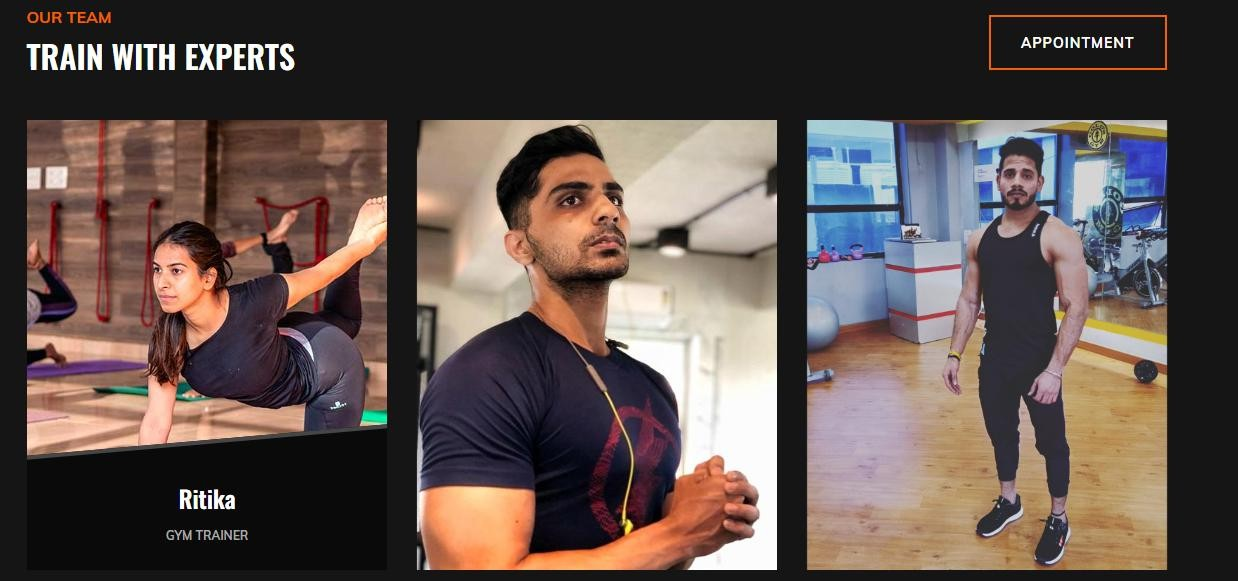 OUR TEAM
TRAIN WITH EXPERTS
APPOINTMENT
Ritika
GYM TRAINER